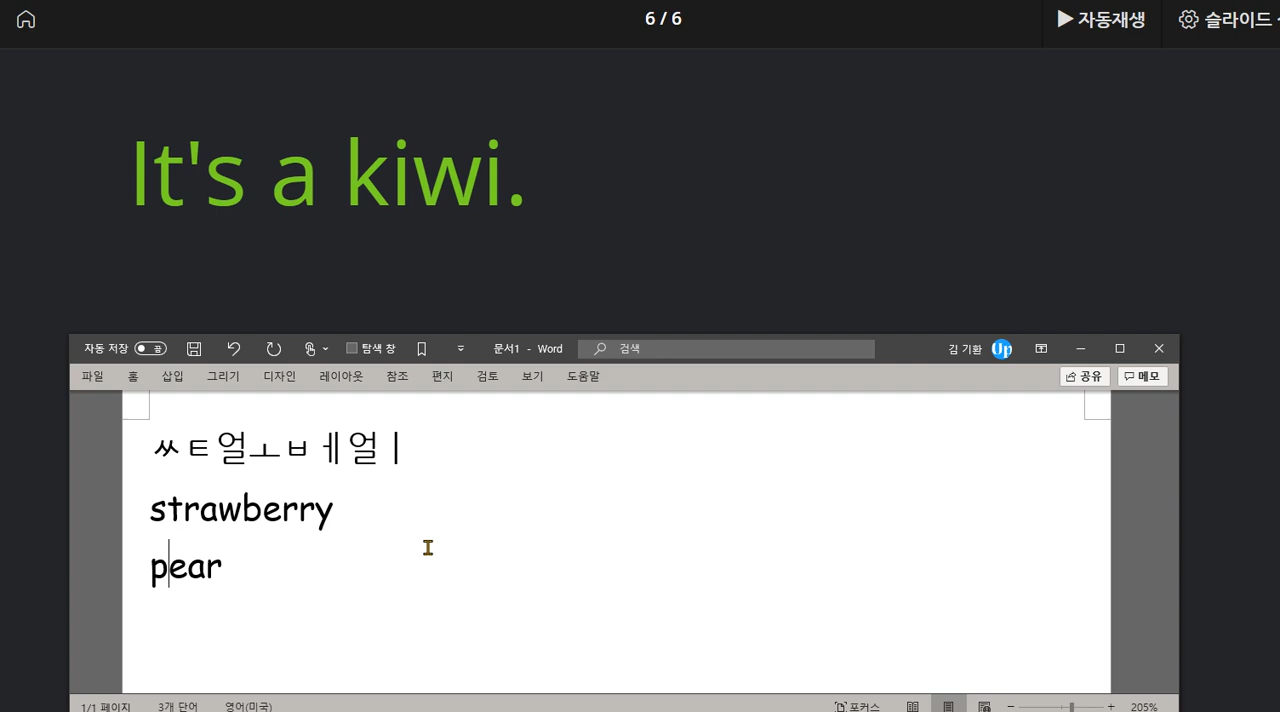 6 / 6
▶ 자동재생
슬라이드
It's a kiwi.
자동 저장 끔
탐색 창
문서1 - Word
검색
김 기환
Up
파일 홈 삽입 그리기 디자인 레이아웃 참조 편지 검토 보기 도움말
공유
메모
ㅆㅌ얼ㅗㅂㅔ얼ㅣ
strawberry
pear
1/1 페이지 3개 단어 영어(미국)
포커스
205%